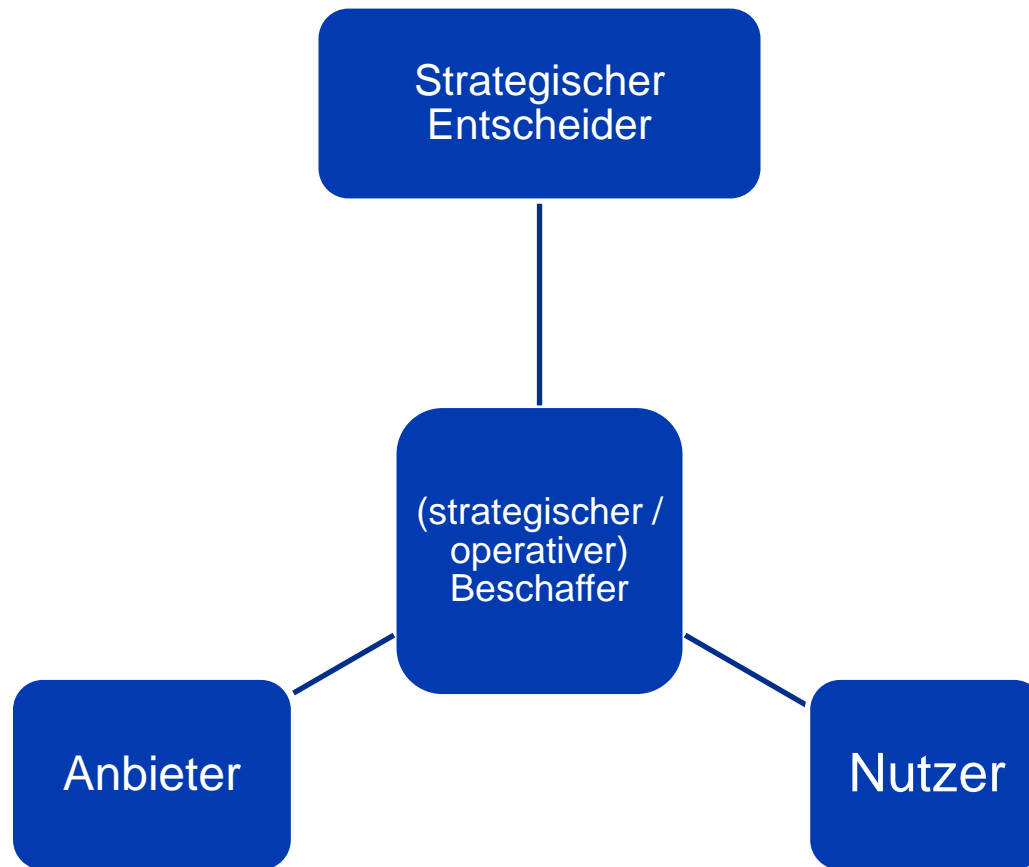 Strategischer
Entscheider
(strategischer /
operativer)
Beschaffer
Anbieter
Nutzer